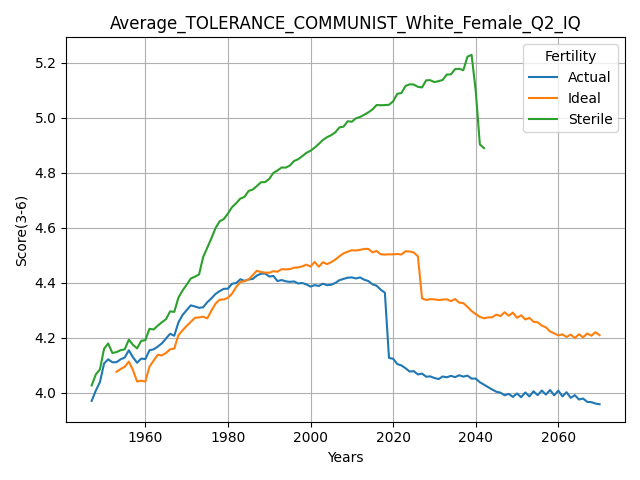 Average_TOLERANCE_COMMUNIST_White_Female_Q2_IQ
Score(3-6)
5.2
5.0
4.8
4.6
4.4
4.2
4.0
Fertility
Actual
Ideal
Sterile
1960 1980 2000 2020 2040 2060
Years